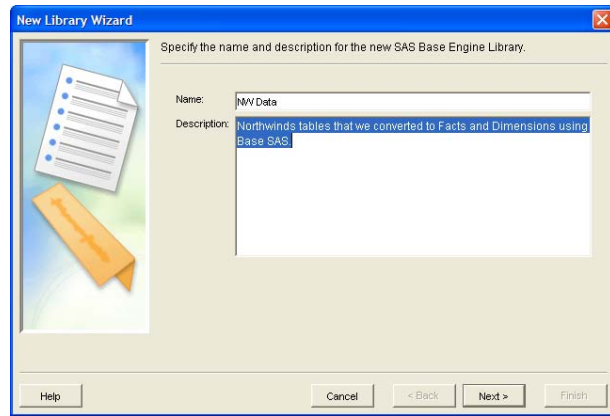 New Library Wizard
Specify the name and description for the new SAS Base Engine Library.
Name:
NW Data
Description:
Northwinds tables that we converted to Facts and Dimensions using
Base SAS.
Help
Cancel
< Back
Next >
Finish